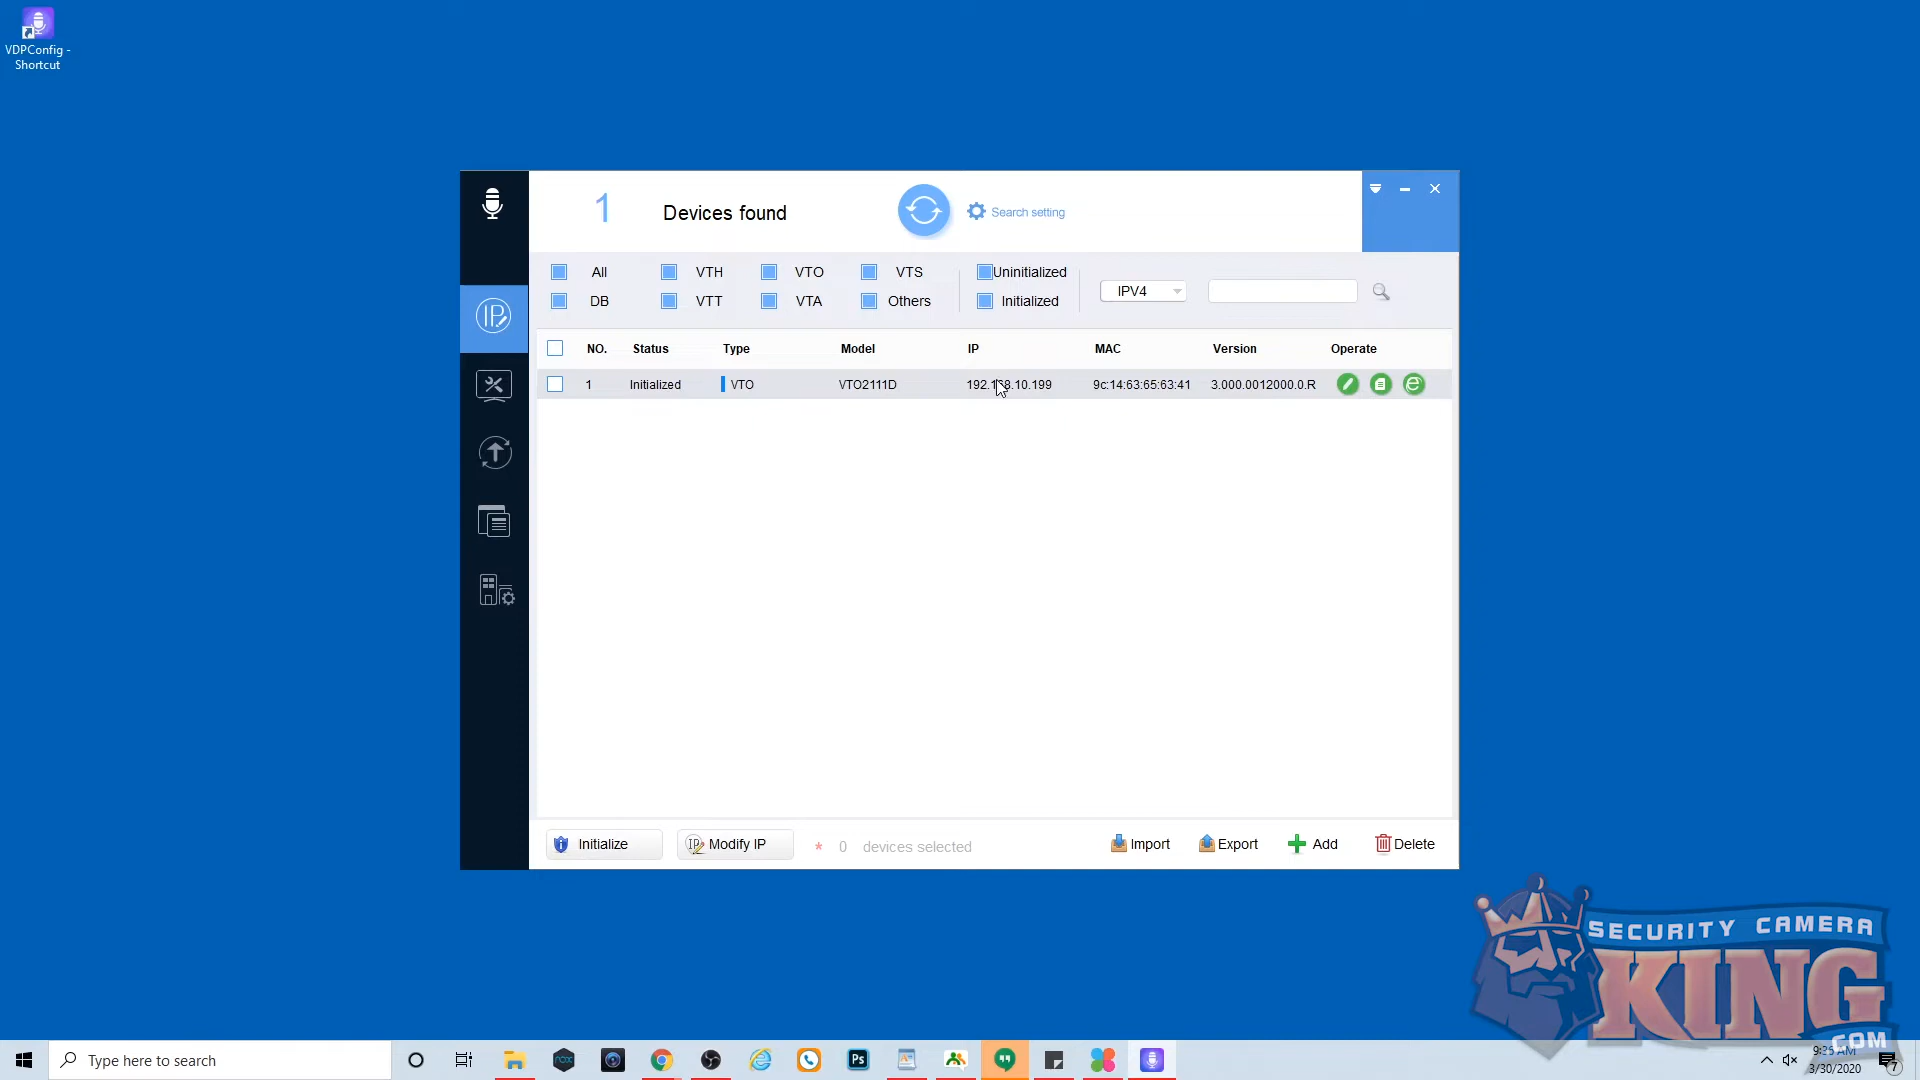 VDPConfig -
Shortcut
1 Devices found Search setting
All VTH VTO VTS Uninitialized
DB VTT VTA Others Initialized
IPV4
NO. Status Type Model IP MAC Version Operate
1 Initialized VTO VTO2111D 9c:14:63:65:63:41 3.000.0012000.0.R
Initialize Modify IP * 0 devices selected Import Export Add Delete
SECURITY CAMERA
KING
.COM
Type here to search
nox
Ps
3/30/2020
7